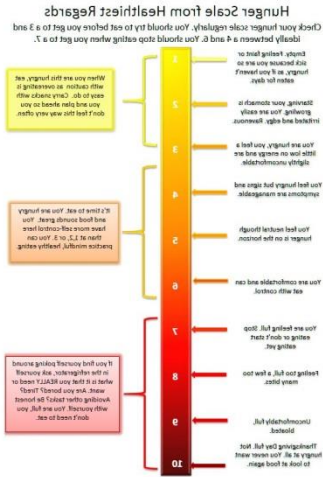 Hunger Scale from Healthiest Regards
Check your hunger scale regularly. You should try to eat before you get to a 3 and
ideally between a 4 and 6. You should stop eating when you get to a 7.
1
Empty. Feeling faint or
sick because you are so
hungry, as if you haven't
eaten for days.
When you are this hungry, eat
with caution as overeating is
easy to do. Carry snacks with
you and plan ahead so you
don't feel this way very often.
2
Starving, your stomach is
growling. You are easily
irritated and edgy. Ravenous.
3
You are hungry, you feel a
little low on energy and are
slightly uncomfortable.
4
You feel hungry but signs and
symptoms are manageable.
It's time to eat. You are hungry
and food sounds great. You
have more self-control here
than at 1,2, or 3. You can
practice mindful, healthy eating.
5
You feel neutral though
hunger is on the horizon.
6
You are comfortable and can
eat with control.
7
You are feeling full. Stop
eating or don't start
eating yet.
If you find yourself poking around
in the refrigerator, ask yourself
what is it that you REALLY need or
want. Are you bored? Tired?
Avoiding other tasks? Be honest
with yourself. You are full, you
don't need to eat.
8
Feeling too full, a few too
many bites.
9
Uncomfortably full,
bloated.
10
Thanksgiving Day full. Not
hungry at all. You never want
to look at food again.